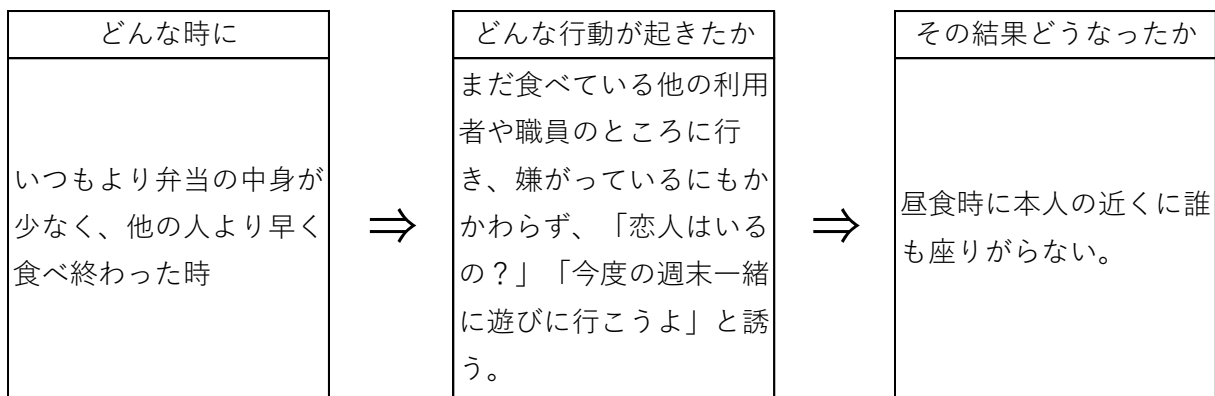 どんな時に
いつもより弁当の中身が
少なく、他の人より早く
食べ終わった時
⇒
どんな行動が起きたか
まだ食べている他の利用
者や職員のところに行
き、嫌がっているにもか
かわらず、「恋人はいる
の？」「今度の週末一緒
に遊びに行こうよ」と誘
う。
⇒
その結果どうなったか
昼食時に本人の近くに誰
も座りがらない。